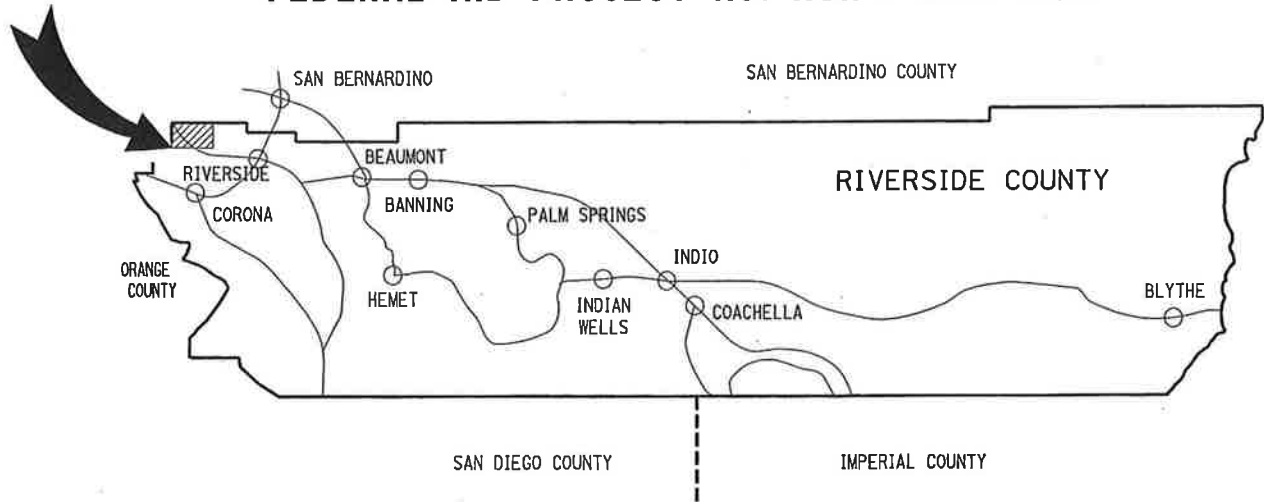 SAN BERNARDINO
SAN BERNARDINO COUNTY
RIVERSIDE
BEAUMONT
RIVERSIDE COUNTY
CORONA
BANNING
PALM SPRINGS
ORANGE
COUNTY
HEMET
INDIAN
WELLS
INDIO
COACHELLA
BLYTHE
SAN DIEGO COUNTY
IMPERIAL COUNTY